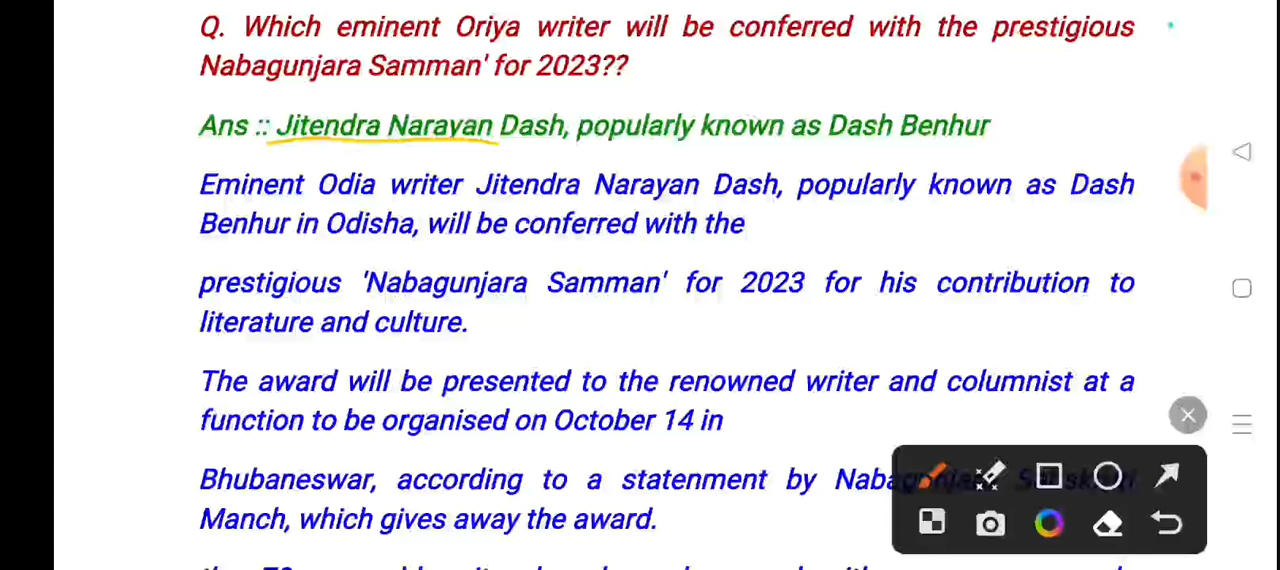 Q. Which eminent Oriya writer will be conferred with the prestigious
Nabagunjara Samman' for 2023??
Ans :: Jitendra Narayan Dash, popularly known as Dash Benhur
Eminent Odia writer Jitendra Narayan Dash, popularly known as Dash
Benhur in Odisha, will be conferred with the
prestigious 'Nabagunjara Samman' for 2023 for his contribution to
literature and culture.
The award will be presented to the renowned writer and columnist at a
function to be organised on October 14 in
Bhubaneswar, according to a statenment by Nabagunjara
Manch, which gives away the award.